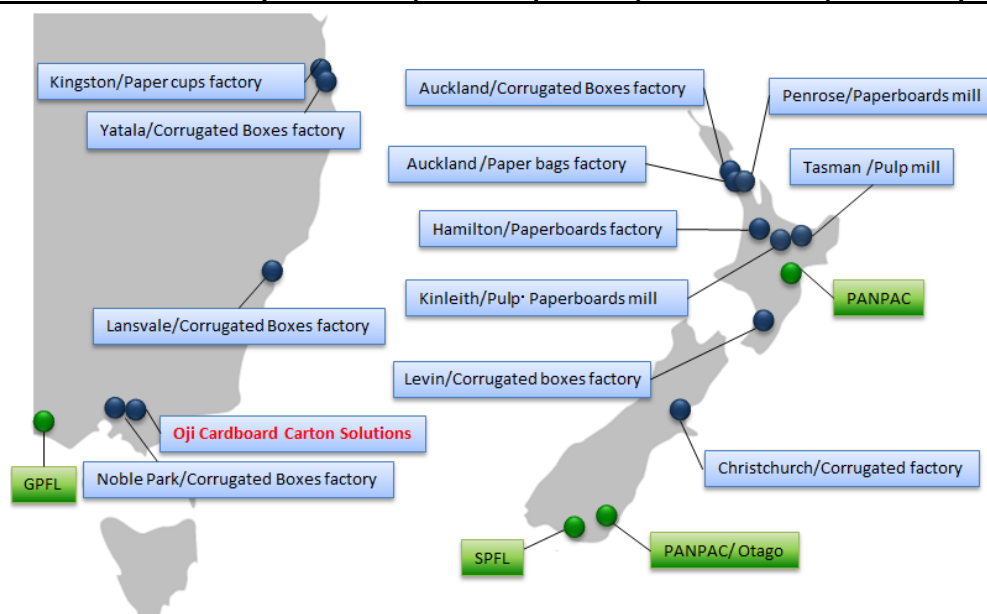 Kingston/Paper cups factory
Yatala/Corrugated Boxes factory
Lansvale/Corrugated Boxes factory
Oji Cardboard Carton Solutions
GPFL
Noble Park/Corrugated Boxes factory
Auckland/Corrugated Boxes factory
Penrose/Paperboards mill
Auckland /Paper bags factory
Tasman /Pulp mill
Hamilton/Paperboards factory
Kinleith/Pulp· Paperboards mill
PANPAC
Levin/Corrugated boxes factory
Christchurch/Corrugated factory
SPFL
PANPAC/ Otago